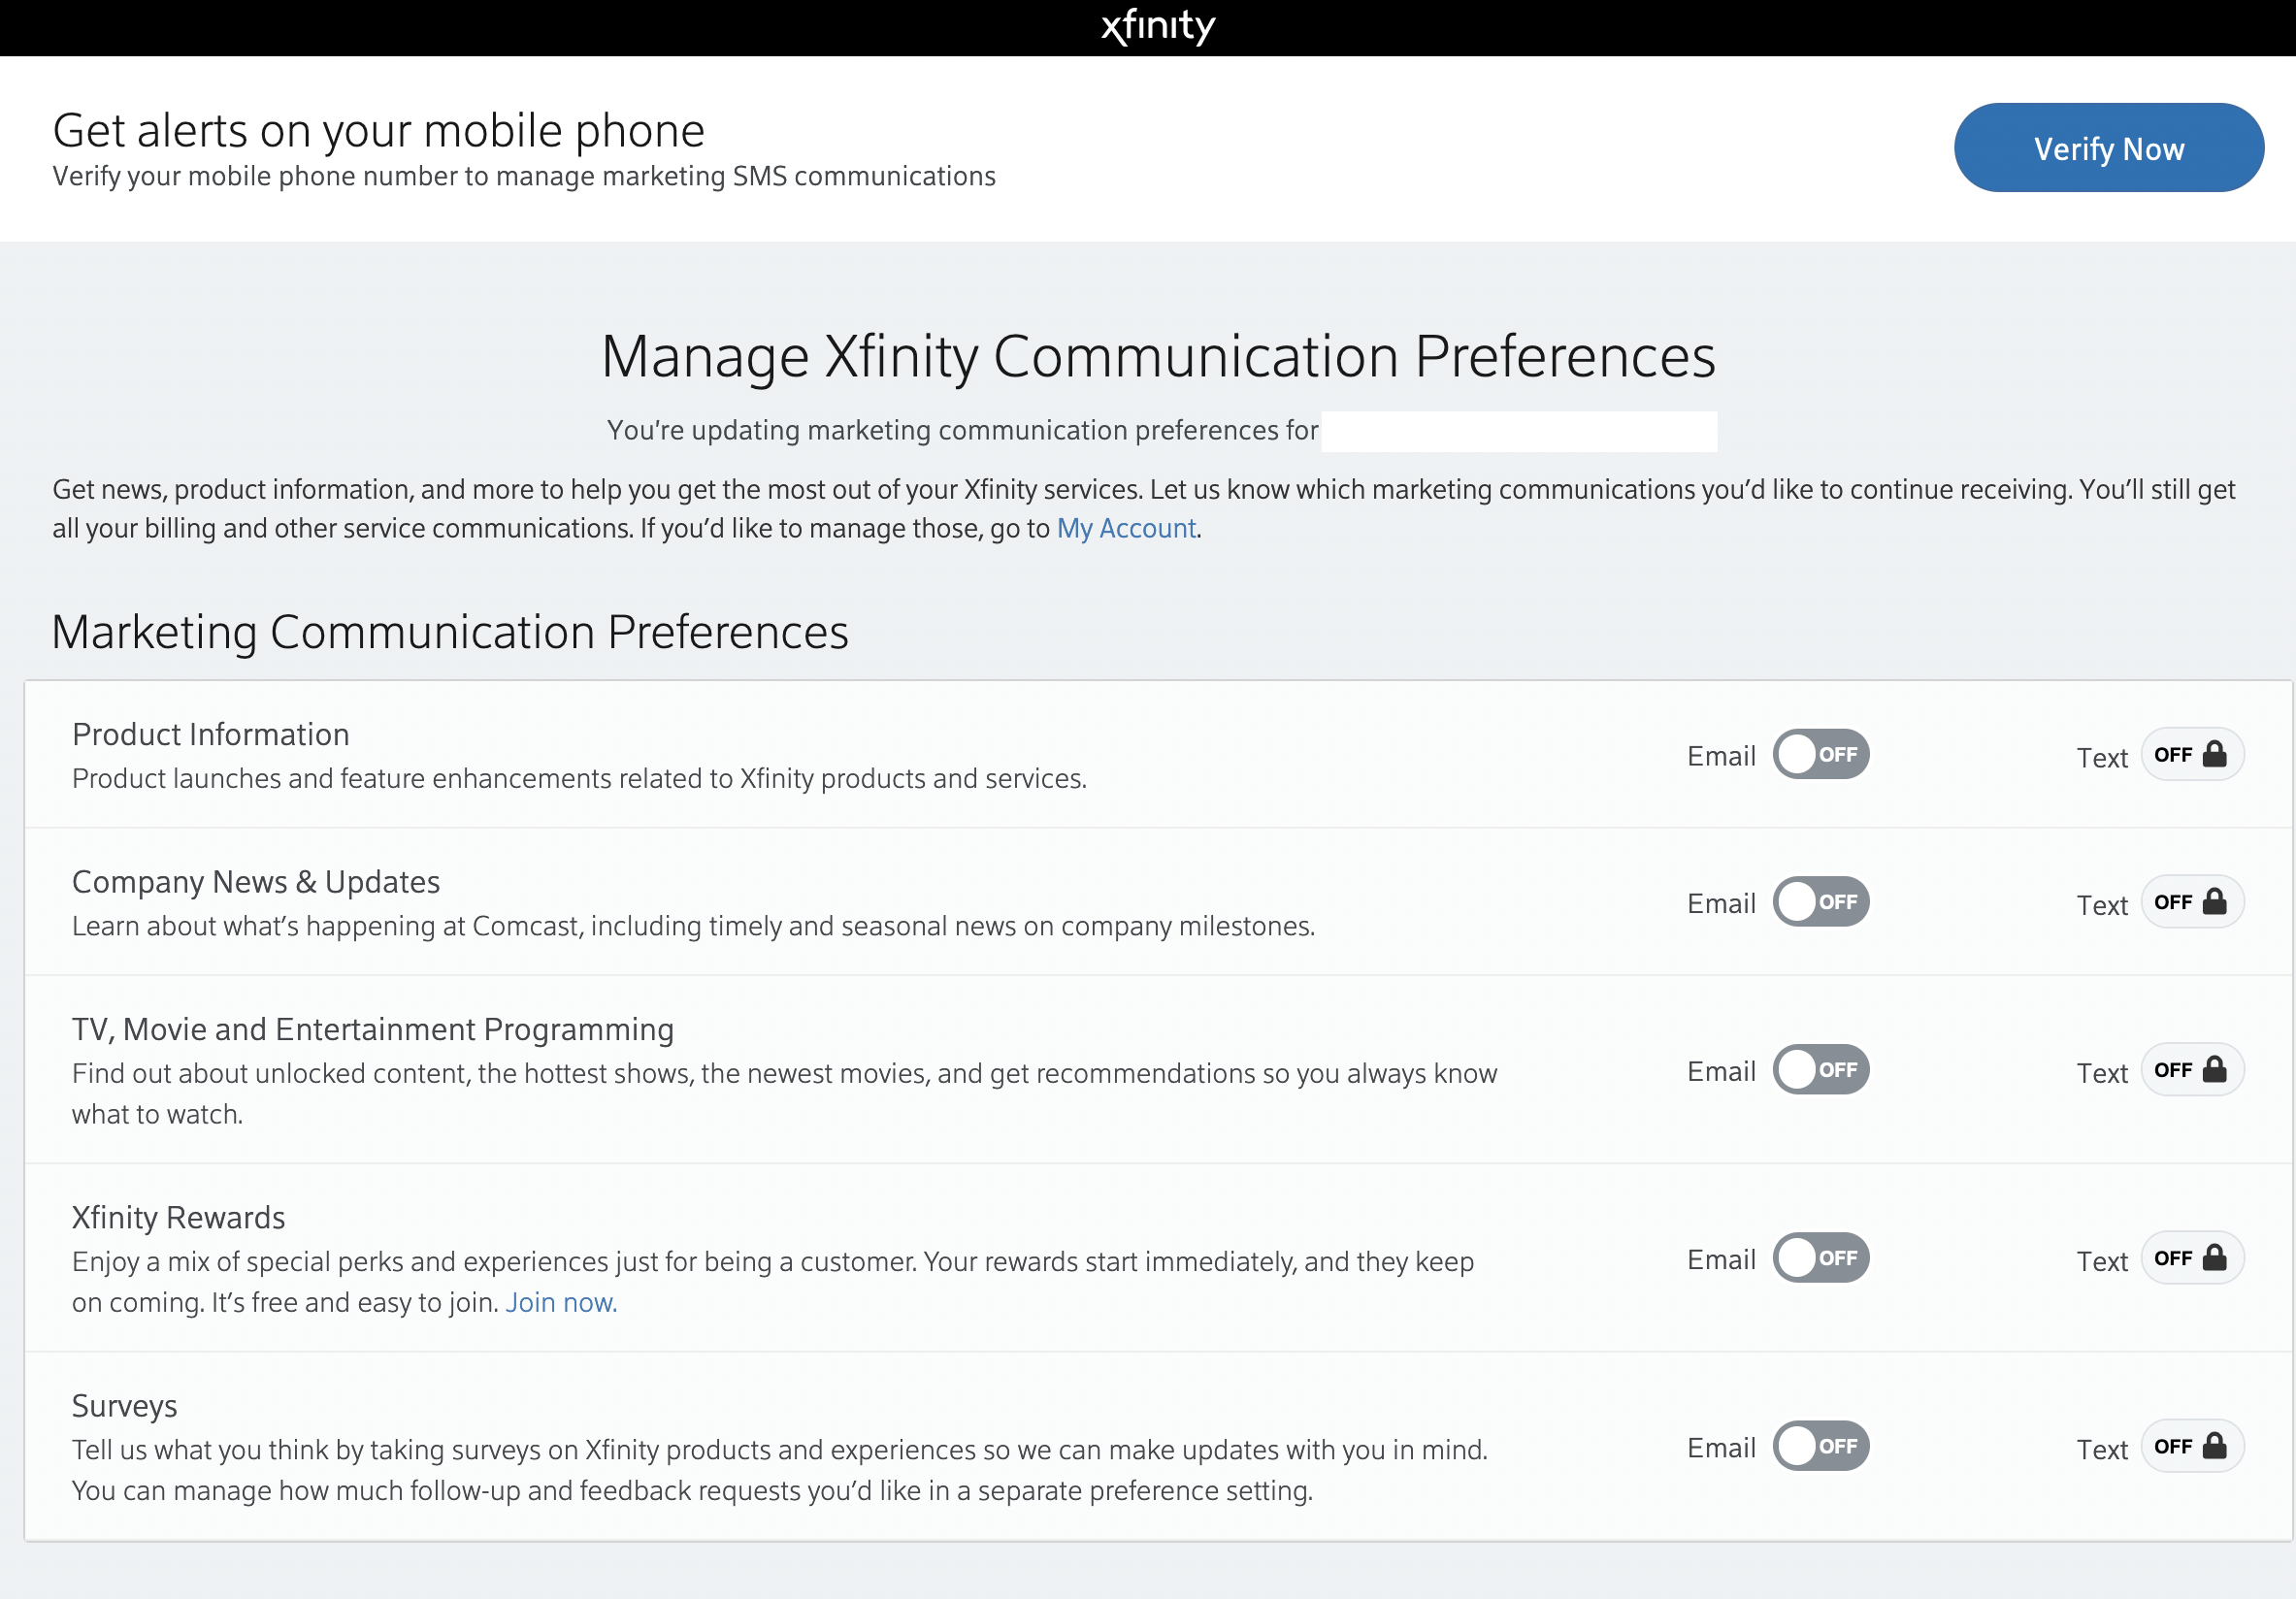 xfinity
Get alerts on your mobile phone
Verify your mobile phone number to manage marketing SMS communications
Verify Now
Manage Xfinity Communication Preferences
You're updating marketing communication preferences for
Get news, product information, and more to help you get the most out of your Xfinity services. Let us know which marketing communications you’d like to continue receiving. You’ll still get
all your billing and other service communications. If you’d like to manage those, go to My Account.
Marketing Communication Preferences
Product Information
Product launches and feature enhancements related to Xfinity products and services.
Email OFF Text OFF
Company News & Updates
Learn about what’s happening at Comcast, including timely and seasonal news on company milestones.
Email OFF Text OFF
TV, Movie and Entertainment Programming
Find out about unlocked content, the hottest shows, the newest movies, and get recommendations so you always know
what to watch.
Email OFF Text OFF
Xfinity Rewards
Enjoy a mix of special perks and experiences just for being a customer. Your rewards start immediately, and they keep
on coming. It’s free and easy to join. Join now.
Email OFF Text OFF
Surveys
Tell us what you think by taking surveys on Xfinity products and experiences so we can make updates with you in mind.
You can manage how much follow-up and feedback requests you’d like in a separate preference setting.
Email OFF Text OFF